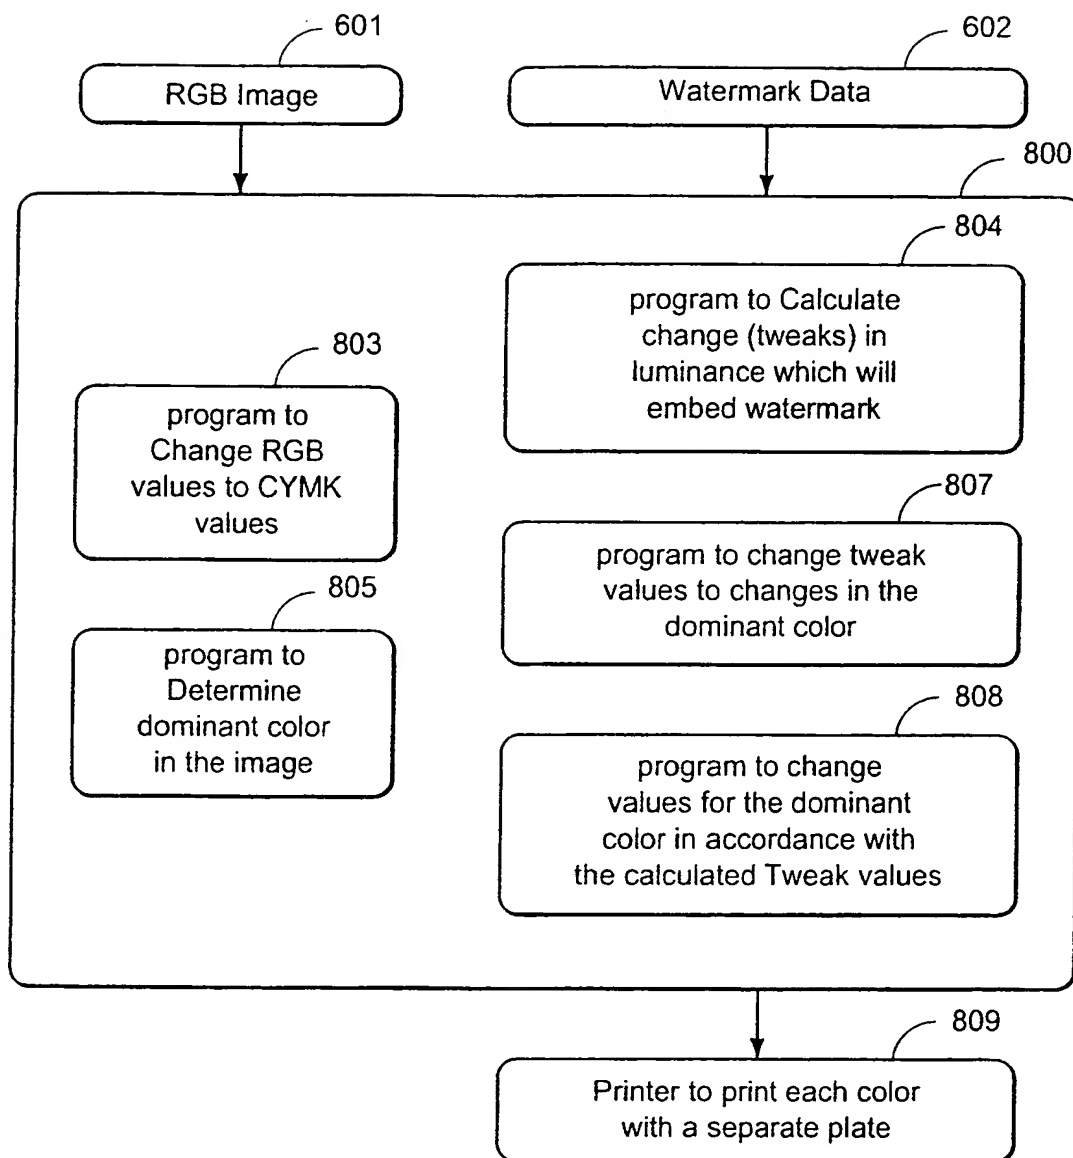 601
602
RGB Image
Watermark Data
800
804
program to Calculate
change (tweaks) in
luminance which will
embed watermark
803
program to
Change RGB
values to CYMK
values
807
program to change tweak
values to changes in the
dominant color
805
program to
Determine
dominant color
in the image
808
program to change
values for the dominant
color in accordance with
the calculated Tweak values
809
Printer to print each color
with a separate plate